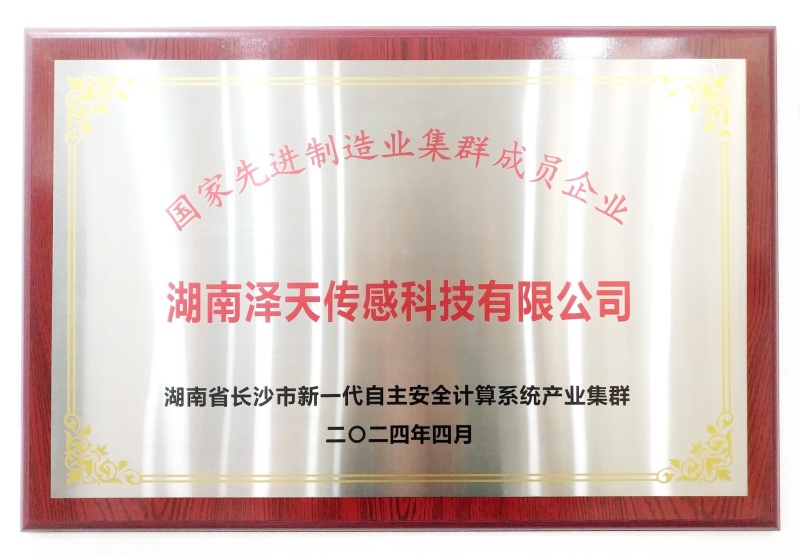 国家先进制造业集群成员企业
湖南泽天传感科技有限公司
湖南省长沙市新一代自主安全计算系统产业集群
二〇二四年四月